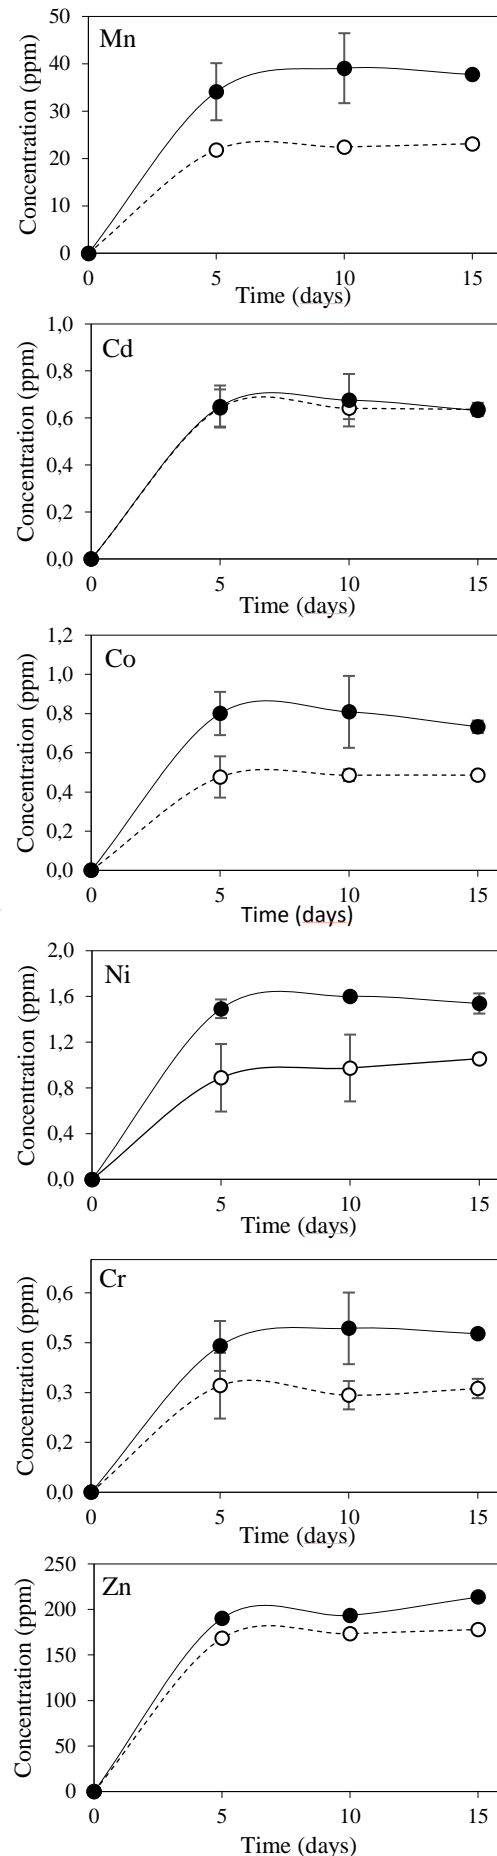 Mn
Concentration (ppm)
50
40
30
20
10
0
0 5 10 15
Time (days)
Cd
Concentration (ppm)
1,0
0,8
0,6
0,4
0,2
0,0
0 5 10 15
Time (days)
Co
Concentration (ppm)
1,2
1,0
0,8
0,6
0,4
0,2
0,0
0 5 10 15
Time (days)
Ni
Concentration (ppm)
2,0
1,6
1,2
0,8
0,4
0,0
0 5 10 15
Time (days)
Cr
Concentration (ppm)
0,6
0,5
0,3
0,2
0,0
0 5 10 15
Time (days)
Zn
Concentration (ppm)
250
200
150
100
50
0
0 5 10 15
Time (days)